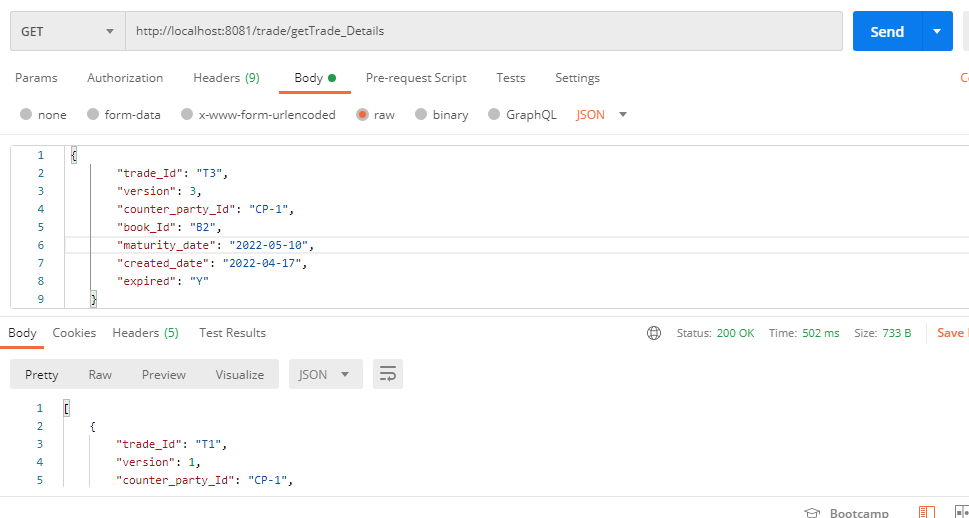 GET http://localhost:8081/trade/getTrade_Details Send
Params Authorization Headers (9) Body Pre-request Script Tests Settings
none form-data x-www-form-urlencoded raw binary GraphQL JSON
1 {
2 "trade_Id": "T3",
3 "version": 3,
4 "counter_party_Id": "CP-1",
5 "book_Id": "B2",
6 "maturity_date": "2022-05-10",
7 "created_date": "2022-04-17",
8 "expired": "Y"
9 }
Body Cookies Headers (5) Test Results Status: 200 OK Time: 502 ms Size: 733 B Save
Pretty Raw Preview Visualize JSON
1 [
2 {
3 "trade_Id": "T1",
4 "version": 1,
5 "counter_party_Id": "CP-1",
Bootcamp